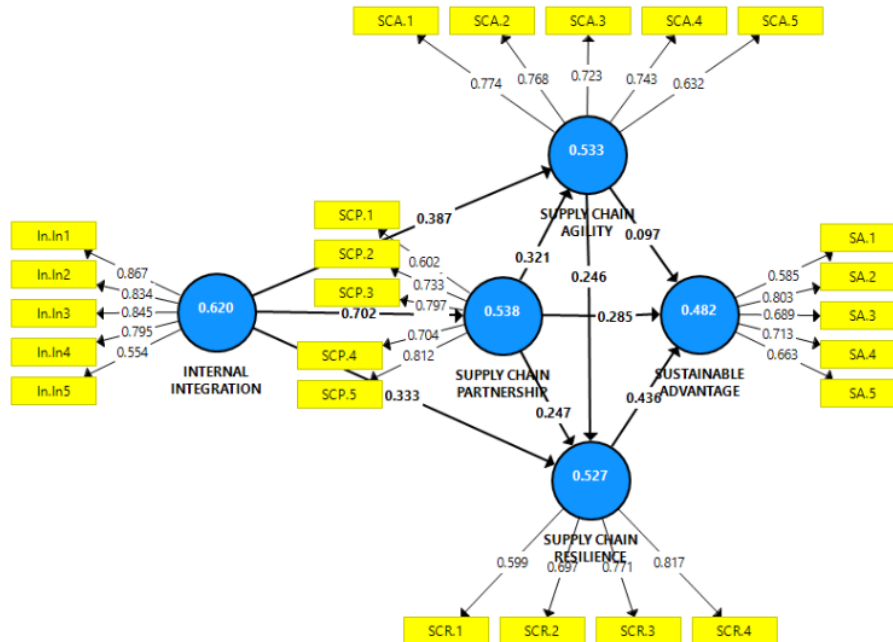 SCA.1
SCA.2
SCA.3
SCA.4
SCA.5
0.774
0.768
0.723
0.743
0.632
0.533
SUPPLY CHAIN
AGILITY
In.In1
In.In2
In.In3
In.In4
In.In5
0.867
0.834
0.845
0.795
0.554
0.620
INTERNAL
INTEGRATION
0.387
0.702
0.333
SCP.1
SCP.2
SCP.3
SCP.4
SCP.5
0.602
0.733
0.797
0.704
0.812
0.538
SUPPLY CHAIN
PARTNERSHIP
0.321
0.246
0.097
0.285
0.247
0.436
0.482
SUSTAINABLE
ADVANTAGE
SA.1
SA.2
SA.3
SA.4
SA.5
0.585
0.803
0.689
0.713
0.663
0.527
SUPPLY CHAIN
RESILIENCE
0.599
0.697
0.771
0.817
SCR.1
SCR.2
SCR.3
SCR.4